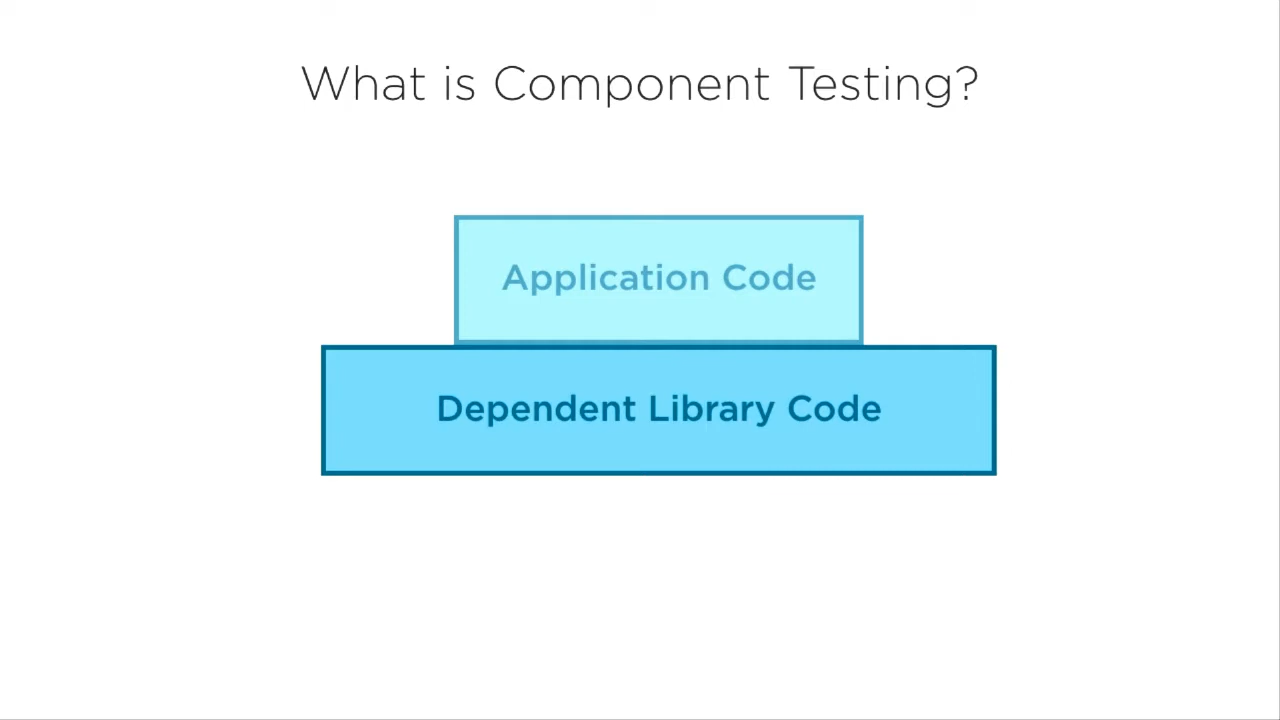 What is Component Testing?
Application Code
Dependent Library Code